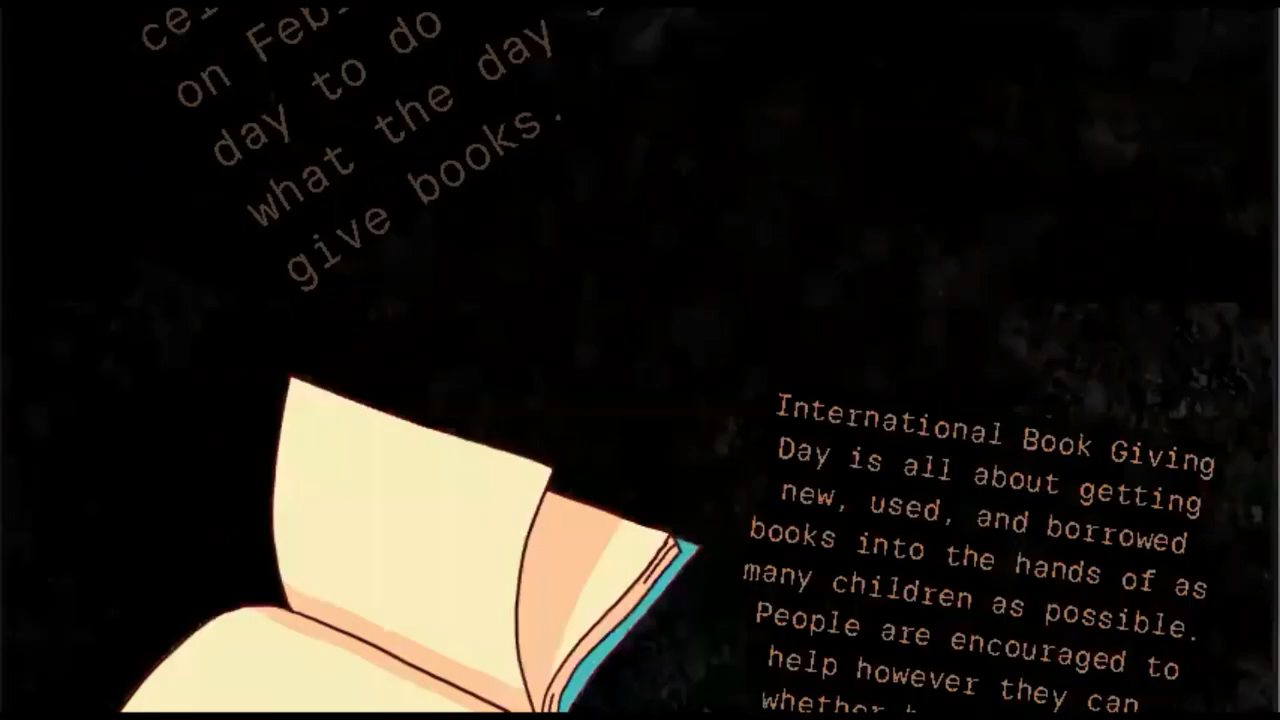 on
day to do
what the day
give books.
International Book Giving
Day is all about getting
new, used, and borrowed
books into the hands of as
many children as possible.
People are encouraged to
help however they can
whether